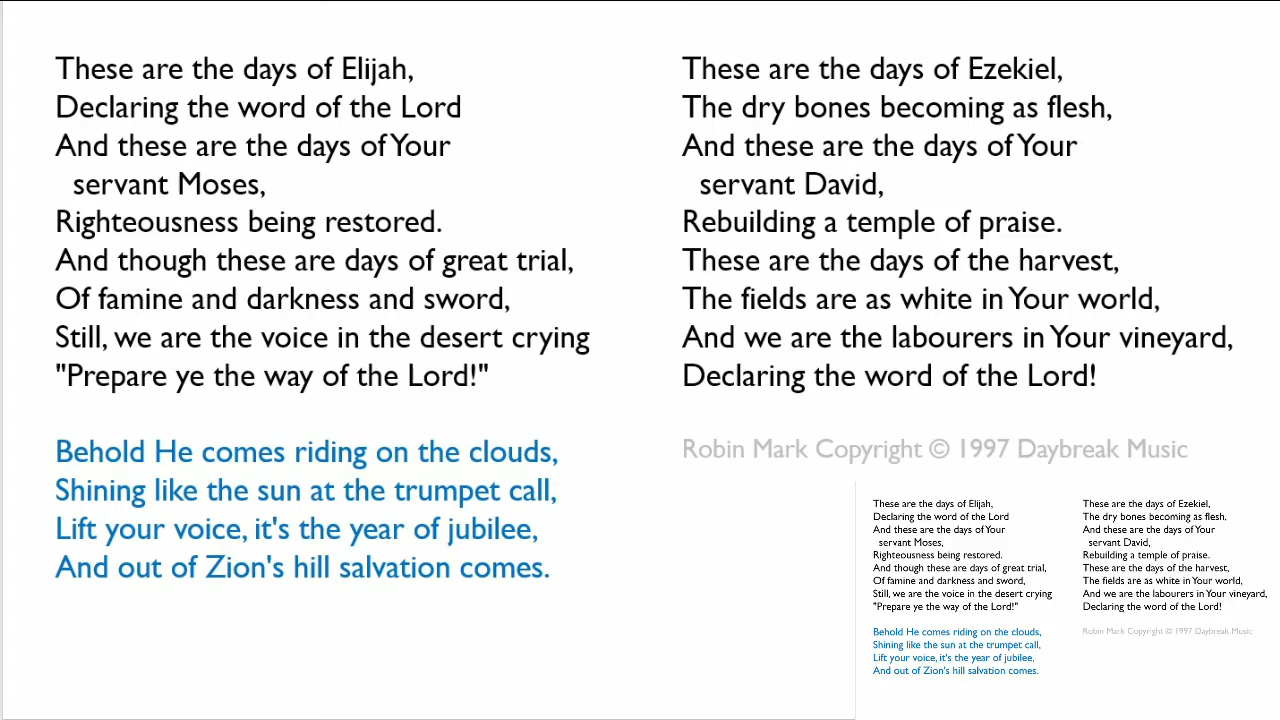 These are the days of Elijah,
Declaring the word of the Lord
And these are the days of Your
servant Moses,
Righteousness being restored.
And though these are days of great trial,
Of famine and darkness and sword,
Still, we are the voice in the desert crying
"Prepare ye the way of the Lord!"
Behold He comes riding on the clouds,
Shining like the sun at the trumpet call,
Lift your voice, it's the year of jubilee,
And out of Zion's hill salvation comes.
These are the days of Ezekiel,
The dry bones becoming as flesh,
And these are the days of Your
servant David,
Rebuilding a temple of praise.
These are the days of the harvest,
The fields are as white in Your world,
And we are the labourers in Your vineyard,
Declaring the word of the Lord!
Robin Mark Copyright © 1997 Daybreak Music
These are the days of Elijah,
Declaring the word of the Lord
And these are the days of Your
servant Moses,
Righteousness being restored.
And though these are days of great trial,
Of famine and darkness and sword,
Still, we are the voice in the desert crying
"Prepare ye the way of the Lord!"
Behold He comes riding on the clouds,
Shining like the sun at the trumpet call,
Lift your voice, it's the year of jubilee,
And out of Zion's hill salvation comes.
These are the days of Ezekiel,
The dry bones becoming as flesh,
And these are the days of Your
servant David,
Rebuilding a temple of praise.
These are the days of the harvest,
The fields are as white in Your world,
And we are the labourers in Your vineyard,
Declaring the word of the Lord!
Robin Mark Copyright © 1997 Daybreak Music